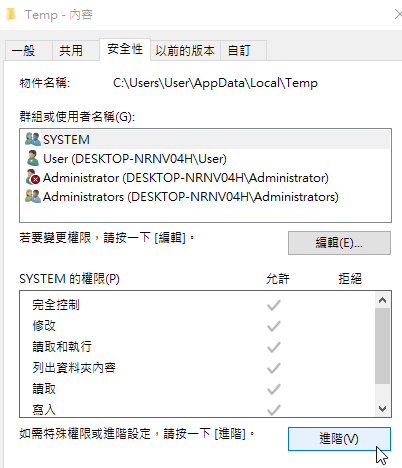 Temp - 內容
一般 共用 安全性 以前的版本 自訂
物件名稱: C:\Users\User\AppData\Local\Temp
群組或使用者名稱(G):
SYSTEM
User (DESKTOP-NRNV04H\User)
Administrator (DESKTOP-NRNV04H\Administrator)
Administrators (DESKTOP-NRNV04H\Administrators)
若要變更權限，請按一下 [編輯]。 編輯(E)...
SYSTEM 的權限(P) 允許 拒絕
完全控制
修改
讀取和執行
列出資料夾內容
讀取
寫入
如需特殊權限或進階設定，請按一下 [進階]。 進階(V)